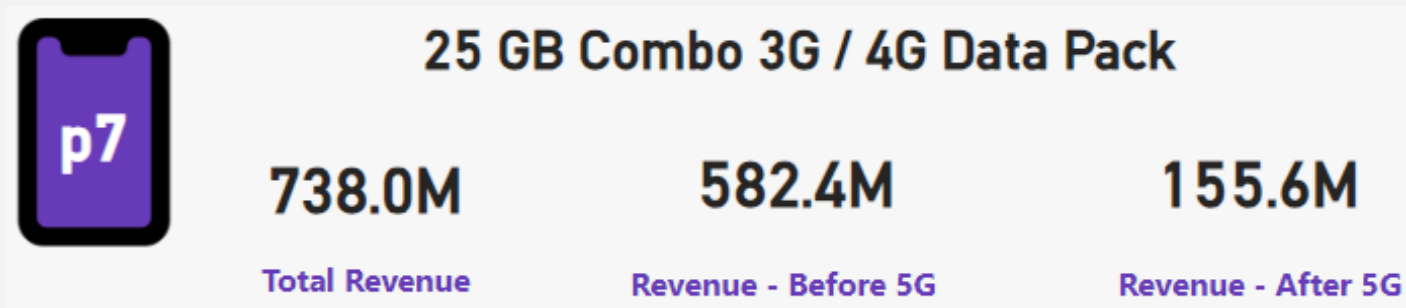 25 GB Combo 3G / 4G Data Pack
p7
738.0M 582.4M 155.6M
Total Revenue Revenue - Before 5G Revenue - After 5G